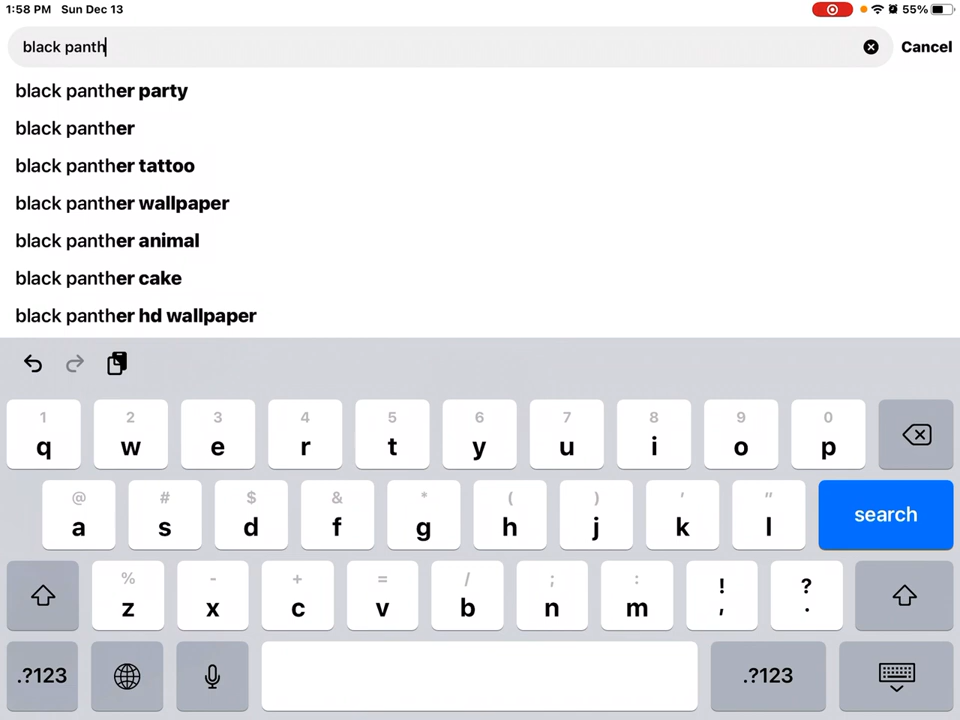 1:58 PM Sun Dec 13 55%
black panth Cancel
black panther party
black panther
black panther tattoo
black panther wallpaper
black panther animal
black panther cake
black panther hd wallpaper
1 2 3 4 5 6 7 8 9 0
q w e r t y u i o p
@ # $ & * ( ) ' "
a s d f g h j k l search
% - + = / ; : ! ?
z x c v b n m , .
.?123 .?123